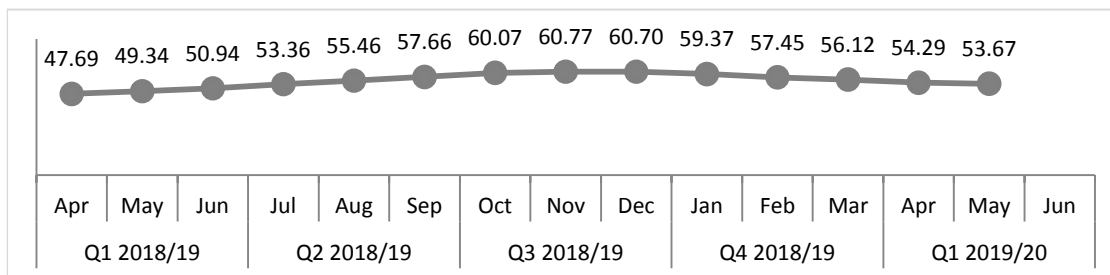 47.69 49.34 50.94 53.36 55.46 57.66 60.07 60.77 60.70 59.37 57.45 56.12 54.29 53.67
Apr May Jun Jul Aug Sep Oct Nov Dec Jan Feb Mar Apr May Jun
Q1 2018/19 Q2 2018/19 Q3 2018/19 Q4 2018/19 Q1 2019/20